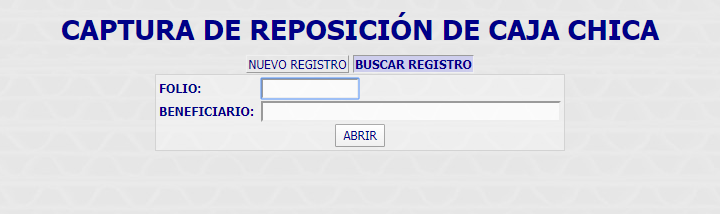 CAPTURA DE REPOSICIÓN DE CAJA CHICA
NUEVO REGISTRO BUSCAR REGISTRO
FOLIO:
BENEFICIARIO:
ABRIR